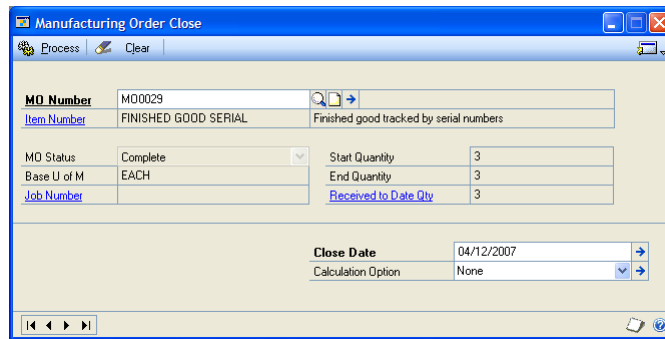 Manufacturing Order Close
Process Clear
MO Number MO0029
Item Number FINISHED GOOD SERIAL Finished good tracked by serial numbers
MO Status Complete Start Quantity 3
Base U of M EACH End Quantity 3
Job Number Received to Date Qty 3
Close Date 04/12/2007
Calculation Option None